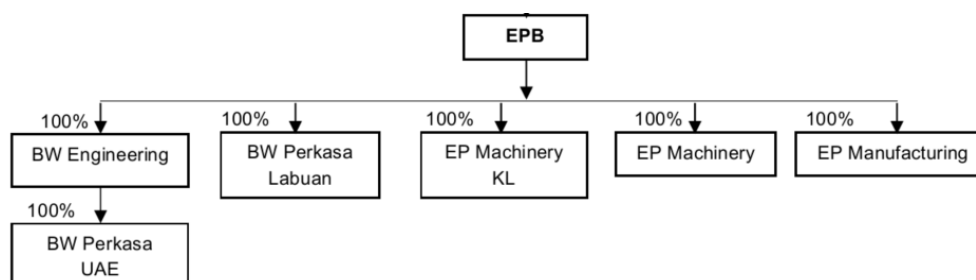 EPB
100% 100% 100% 100% 100%
BW Engineering
BW Perkasa
Labuan
EP Machinery
KL
EP Machinery
EP Manufacturing
100%
BW Perkasa
UAE